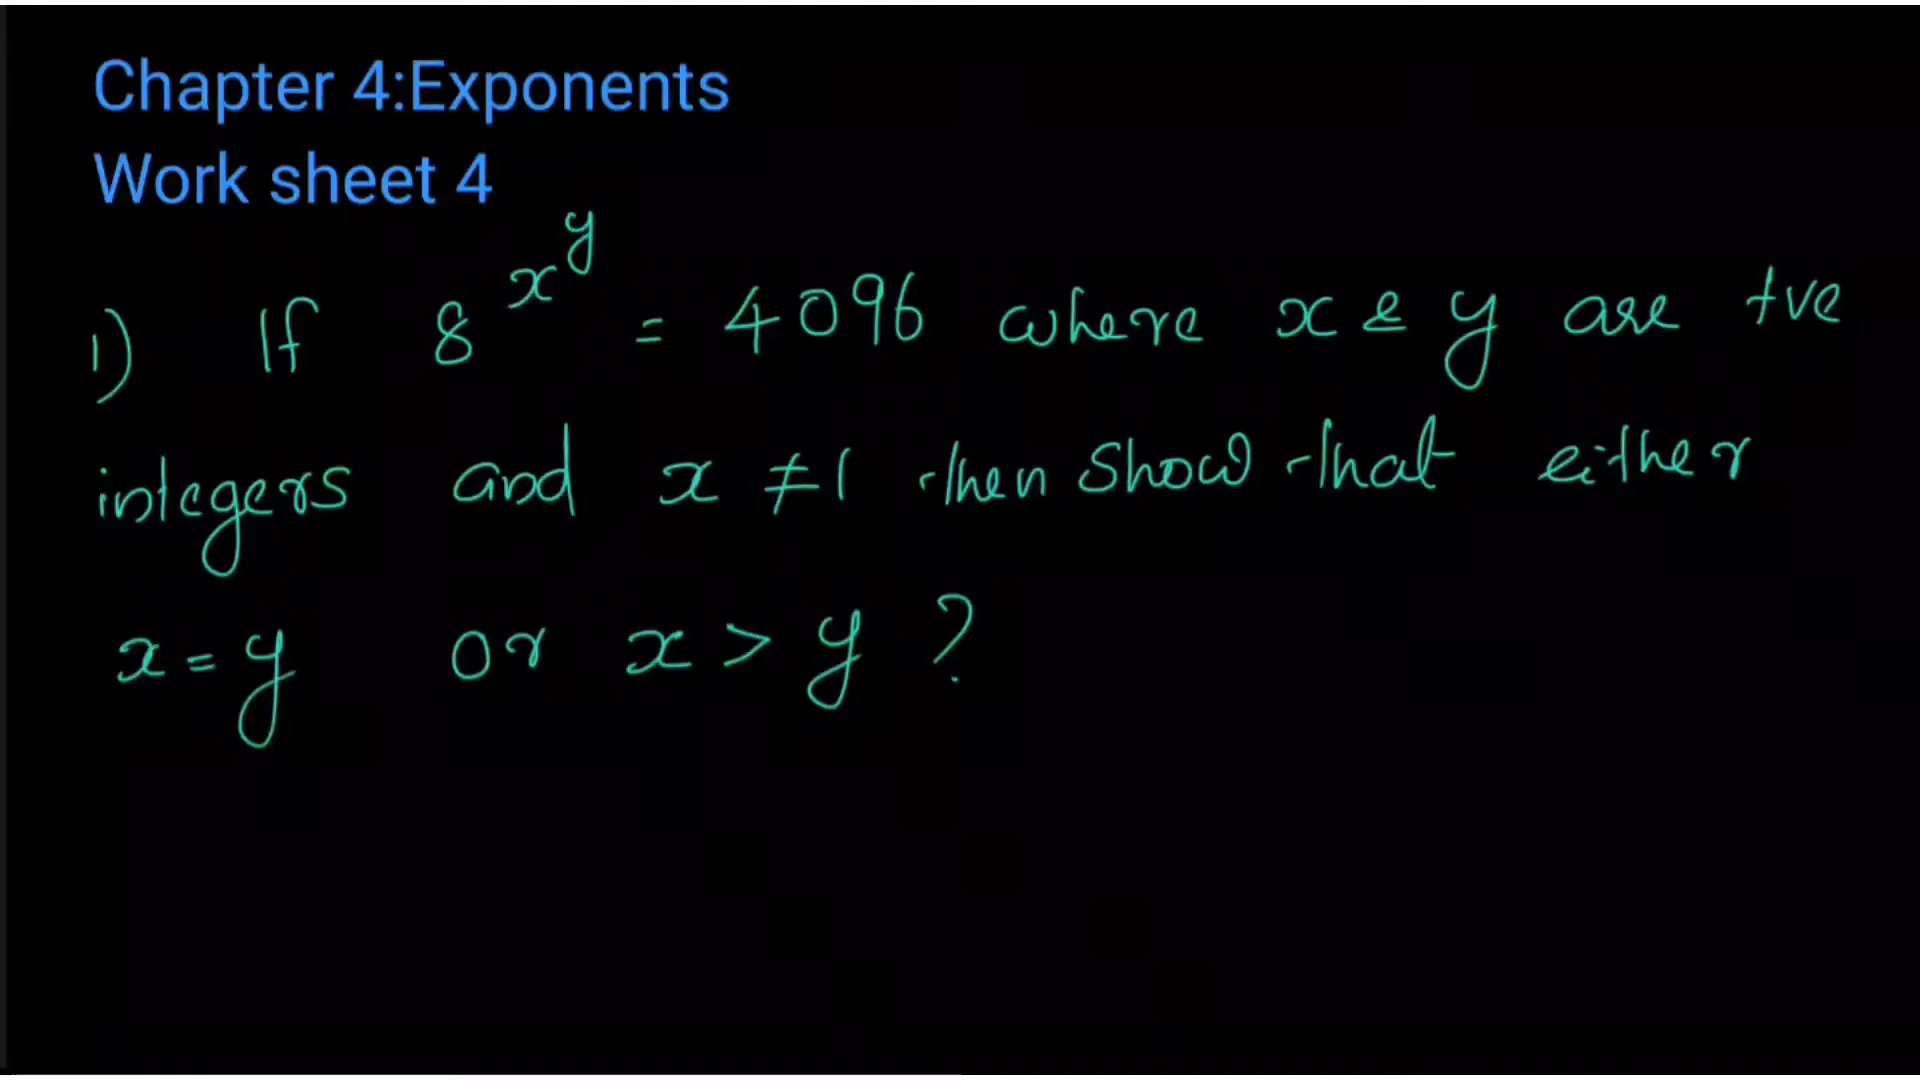 Chapter 4:Exponents
Work sheet 4
1) If 8^x^y = 4096 where x & y are +ve
integers and x ≠ 1 then show that either
x = y or x > y ?